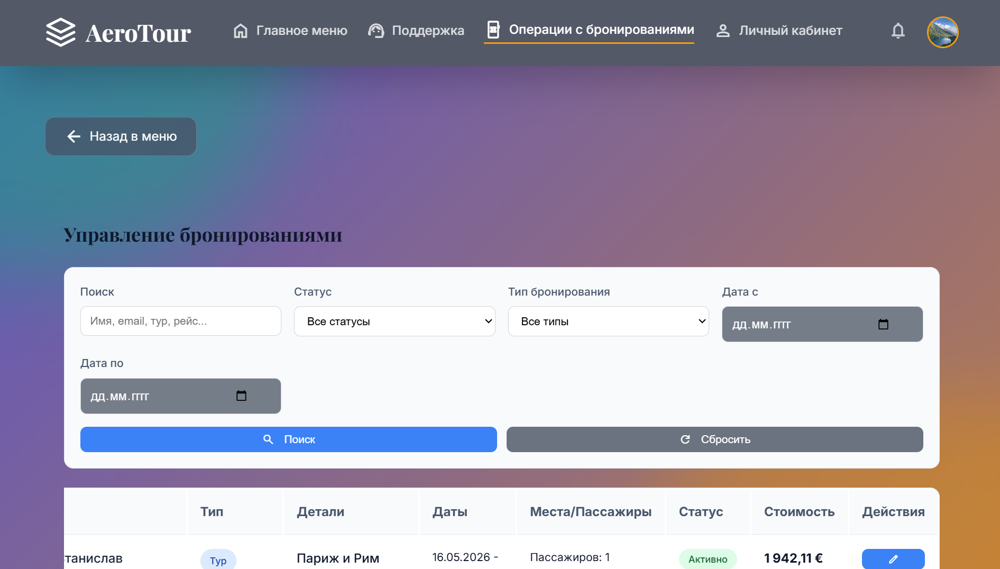 AeroTour
Главное меню
Поддержка
Операции с бронированиями
Личный кабинет
Назад в меню
Управление бронированиями
Поиск
Статус
Тип бронирования
Дата с
Имя, email, тур, рейс...
Все статусы
Все типы
ДД.ММ.ГГГГ
Дата по
ДД.ММ.ГГГГ
Поиск
Сбросить
Тип
Детали
Даты
Места/Пассажиры
Статус
Стоимость
Действия
танислав
Тур
Париж и Рим
16.05.2026 -
Пассажиров: 1
Активно
1 942,11 €